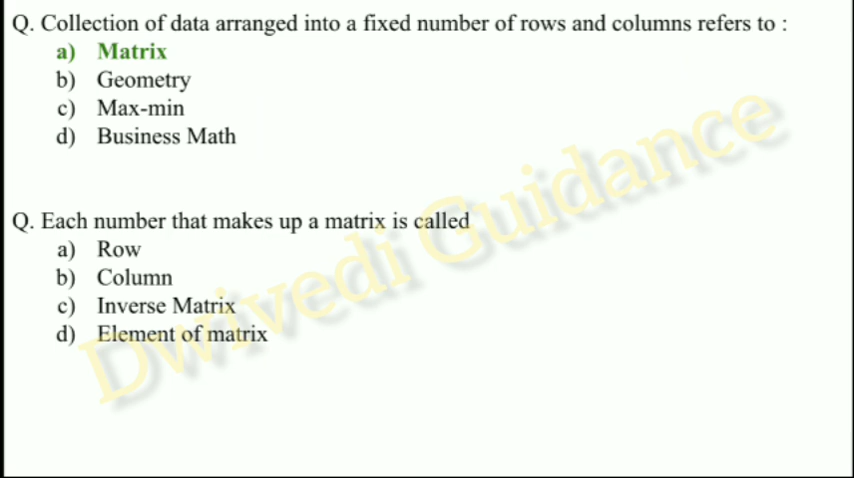 Q. Collection of data arranged into a fixed number of rows and columns refers to :
a) Matrix
b) Geometry
c) Max-min
d) Business Math
Q. Each number that makes up a matrix is called
a) Row
b) Column
c) Inverse Matrix
d) Element of matrix
Dwivedi Guidance